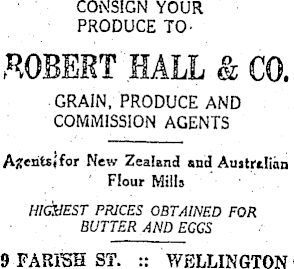 CONSIGN YOUR
PRODUCE TO
ROBERT HALL & CO.
GRAIN, PRODUCE AND
COMMISSION AGENTS
Agents for New Zealand and Australian
Flour Mills
HIGHEST PRICES OBTAINED FOR
BUTTER AND EGGS
9 PARISH ST. :: WELLINGTON